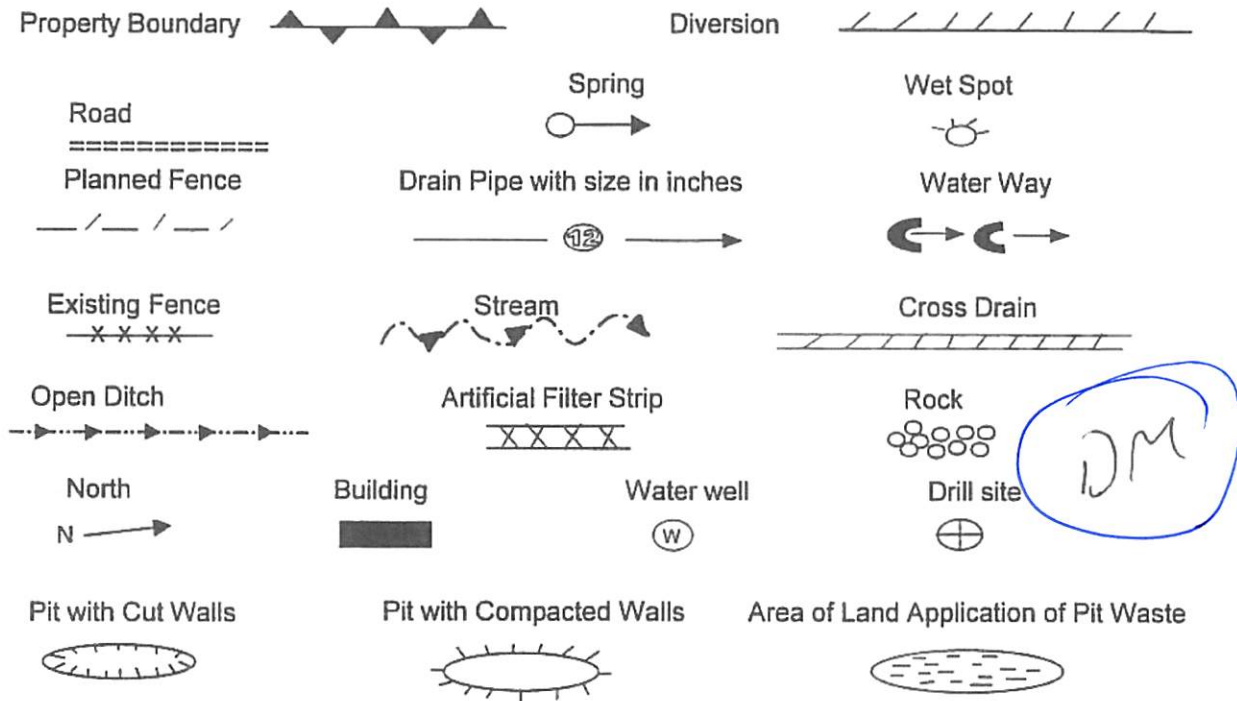 Property Boundary Diversion
Spring Wet Spot
Road
Planned Fence Drain Pipe with size in inches Water Way
12
Existing Fence Stream Cross Drain
X X X X
Open Ditch Artificial Filter Strip Rock
X X X X
DM
North Building Water well Drill site
N W
Pit with Cut Walls Pit with Compacted Walls Area of Land Application of Pit Waste